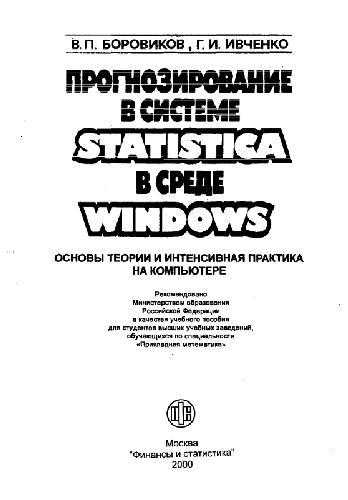 В. П. БОРОВИКОВ, Г. И. ИВЧЕНКО
ПРОГНОЗИРОВАНИЕ
В СИСТЕМЕ
STATISTICA
В СРЕДЕ
WINDOWS
ОСНОВЫ ТЕОРИИ И ИНТЕНСИВНАЯ ПРАКТИКА
НА КОМПЬЮТЕРЕ
Рекомендовано
Министерством образования
Российской Федерации
в качестве учебного пособия
для студентов высших учебных заведений,
обучающихся по специальности
«Прикладная математика»
Москва
"Финансы и статистика"
2000